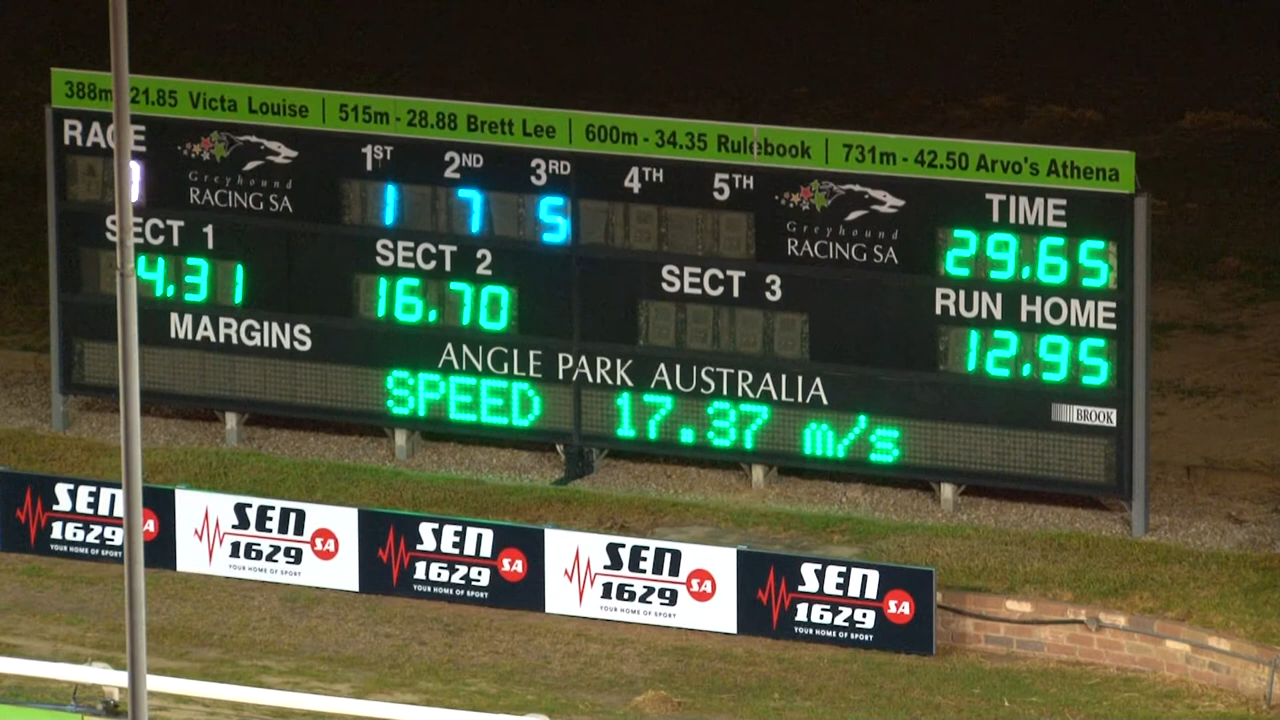 388m 21.85 Victa Louise | 515m - 28.88 Brett Lee | 600m - 34.35 Rulebook | 731m - 42.50 Arvo's Athena
RACE
Greyhound
RACING SA
1ST 2ND 3RD 4TH 5TH
1 7 5
Greyhound
RACING SA
TIME
29.65
SECT 1
4.31
SECT 2
16.70
SECT 3
RUN HOME
12.95
MARGINS
ANGLE PARK AUSTRALIA
SPEED 17.37 m/s
BROOK
SEN
1629 SA
YOUR HOME OF SPORT
SEN
1629 SA
YOUR HOME OF SPORT
SEN
1629 SA
YOUR HOME OF SPORT
SEN
1629 SA
YOUR HOME OF SPORT
SEN
1629 SA
YOUR HOME OF SPORT